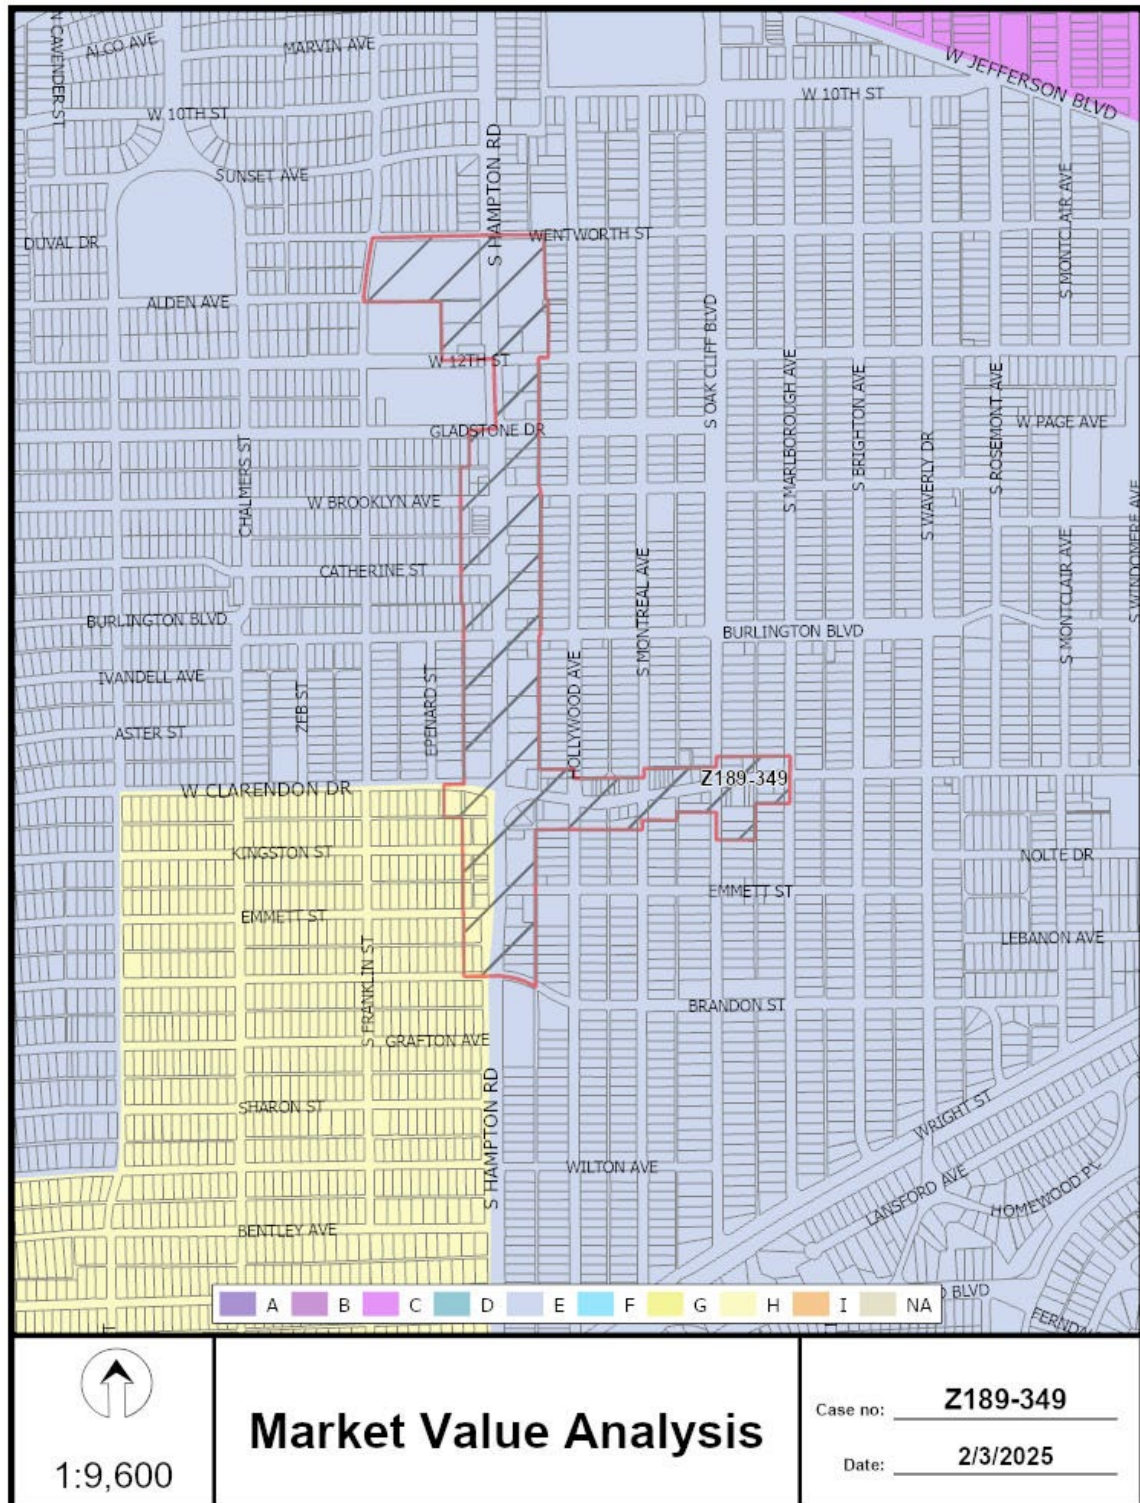 N CAVENDER ST
ALCO AVE
MARVIN AVE
W JEFFERSON BLVD
W 10TH ST
W 10TH ST
S HAMPTON RD
SUNSET AVE
S MONTCLAIR AVE
DUVAL DR
WENTWORTH ST
ALDEN AVE
S OAK CLIFF BLVD
W 12TH ST
S MARLBOROUGH AVE
S BRIGHTON AVE
S ROSEMONT AVE
W PAGE AVE
GLADSTONE DR
CHALMERS ST
S WAVERLY DR
W BROOKLYN AVE
S WINDOMERE AVE
CATHERINE ST
S MONTREAL AVE
S MONTCLAIR AVE
BURLINGTON BLVD
BURLINGTON BLVD
IVANDELL AVE
ZEB ST
EPENARD ST
HOLLYWOOD AVE
ASTER ST
Z189-349
W CLARENDON DR
KINGSTON ST
NOLTE DR
EMMETT ST
EMMETT ST
LEBANON AVE
S FRANKLIN ST
BRANDON ST
GRAFTON AVE
S HAMPTON RD
SHARON ST
WRIGHT ST
WILTON AVE
LANSFORD AVE
HOMEWOOD PL
BENTLEY AVE
BLVD
A B C D E F G H I NA
1:9,600
Market Value Analysis
Case no: Z189-349
Date: 2/3/2025